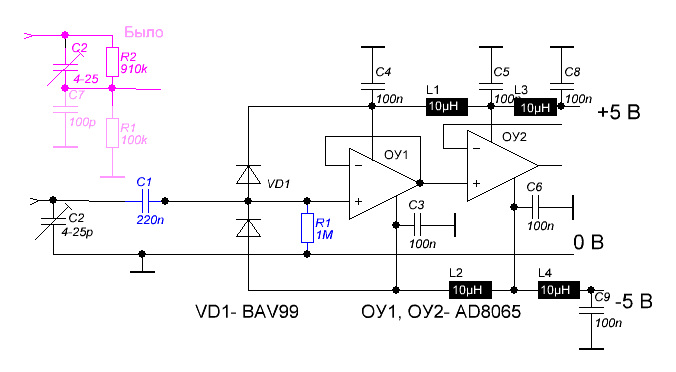 Было
C2
R2
910k
4-25
C7
100p
R1
100k
C4
100n
C5
100n
C8
100n
L1
10µH
L3
10µH
+5 В
ОУ1
ОУ2
−
+
−
+
VD1
C1
220n
C2
4-25p
R1
1M
C3
100n
C6
100n
0 В
L2
10µH
L4
10µH
-5 В
C9
100n
VD1- BAV99
ОУ1, ОУ2- AD8065